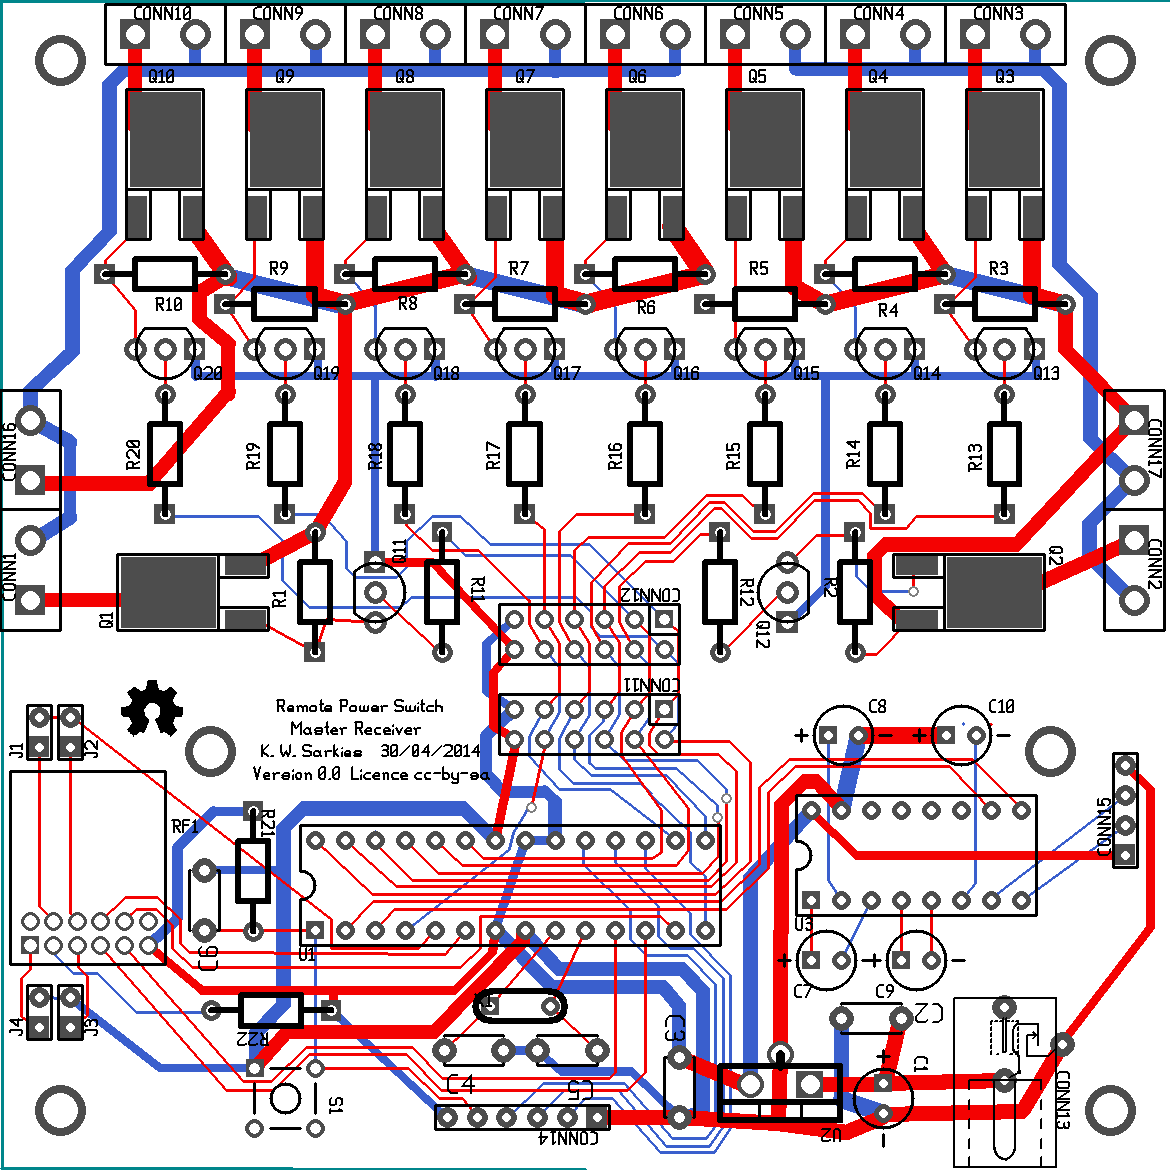 CONN10 CONN9 CONN8 CONN7 CONN6 CONN5 CONN4 CONN3
Q10 Q9 Q8 Q7 Q6 Q5 Q4 Q3
R9 R7 R5 R3
R10 R8 R6 R4
Q20 Q19 Q18 Q17 Q16 Q15 Q14 Q13
CONN16 R20 R19 R18 R17 R16 R15 R14 R13 CONN17
CONN1 Q1 R1 Q11 R11 CONN12 R12 Q12 R2 Q2 CONN2
CONN11
Remote Power Switch
Master Receiver
K. W. Sarkies 30/04/2014
Version 0.0 Licence cc-by-sa
J1 J2
C8 C10
+ - + -
RF1 R21 CONN15
C6 U1 U3
+ - + -
C7 C9
J4 J3 R22 C3 C2
C4 C5 + C1 -
S1 CONN14 U2 CONN13